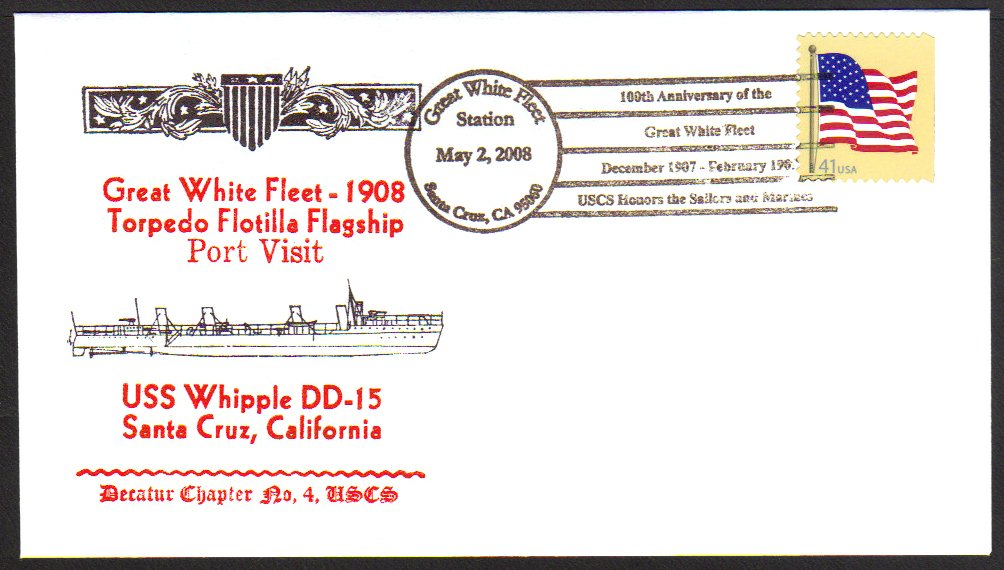 Great White Fleet
Station
May 2, 2008
Santa Cruz, CA 95060
100th Anniversary of the
Great White Fleet
December 1907 - February
USCS Honors the Sailors and Marines
41 USA
Great White Fleet - 1908
Torpedo Flotilla Flagship
Port Visit
USS Whipple DD-15
Santa Cruz, California
Decatur Chapter No, 4, USCS